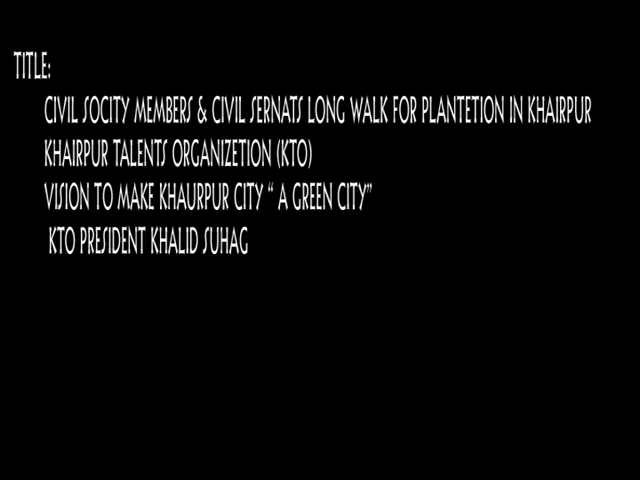 TITLE:
CIVIL SOCITY MEMBERS & CIVIL SERNATS LONG WALK FOR PLANTETION IN KHAIRPUR
KHAIRPUR TALENTS ORGANIZETION (KTO)
VISION TO MAKE KHAURPUR CITY “ A GREEN CITY”
KTO PRESIDENT KHALID SUHAG